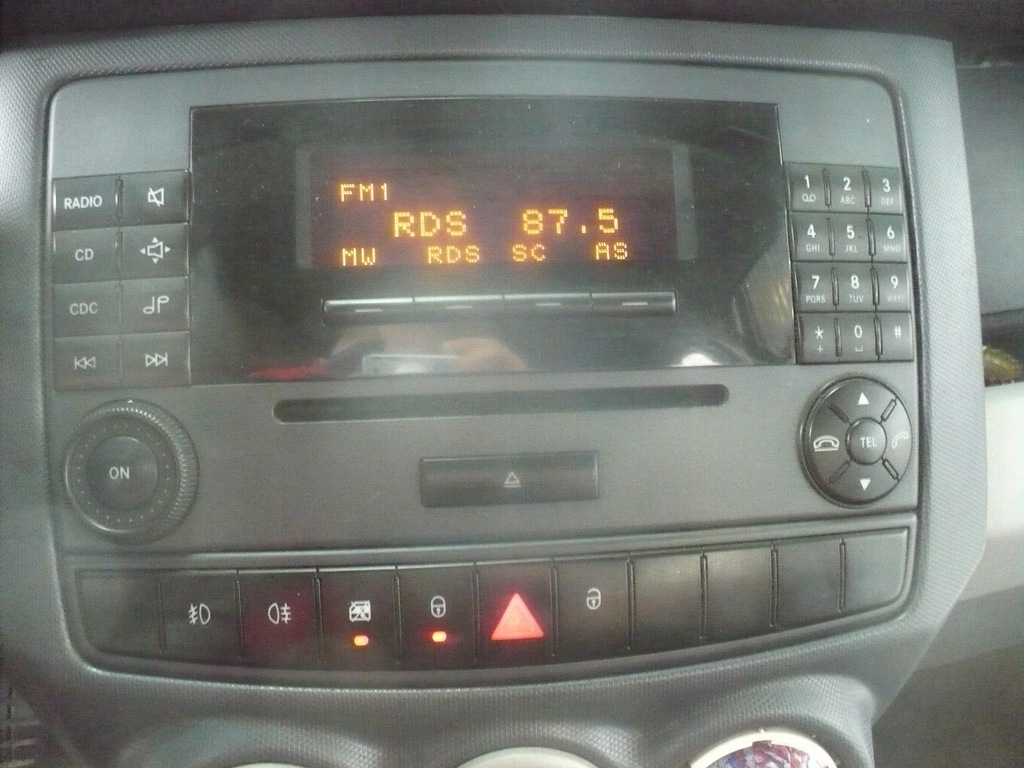 FM1
RDS 87.5
MW RDS SC AS
RADIO
CD
CDC
ON
1 2 ABC 3 DEF
4 GHI 5 JKL 6 MNO
7 PQRS 8 TUV 9 WXYZ
* + 0 #
TEL